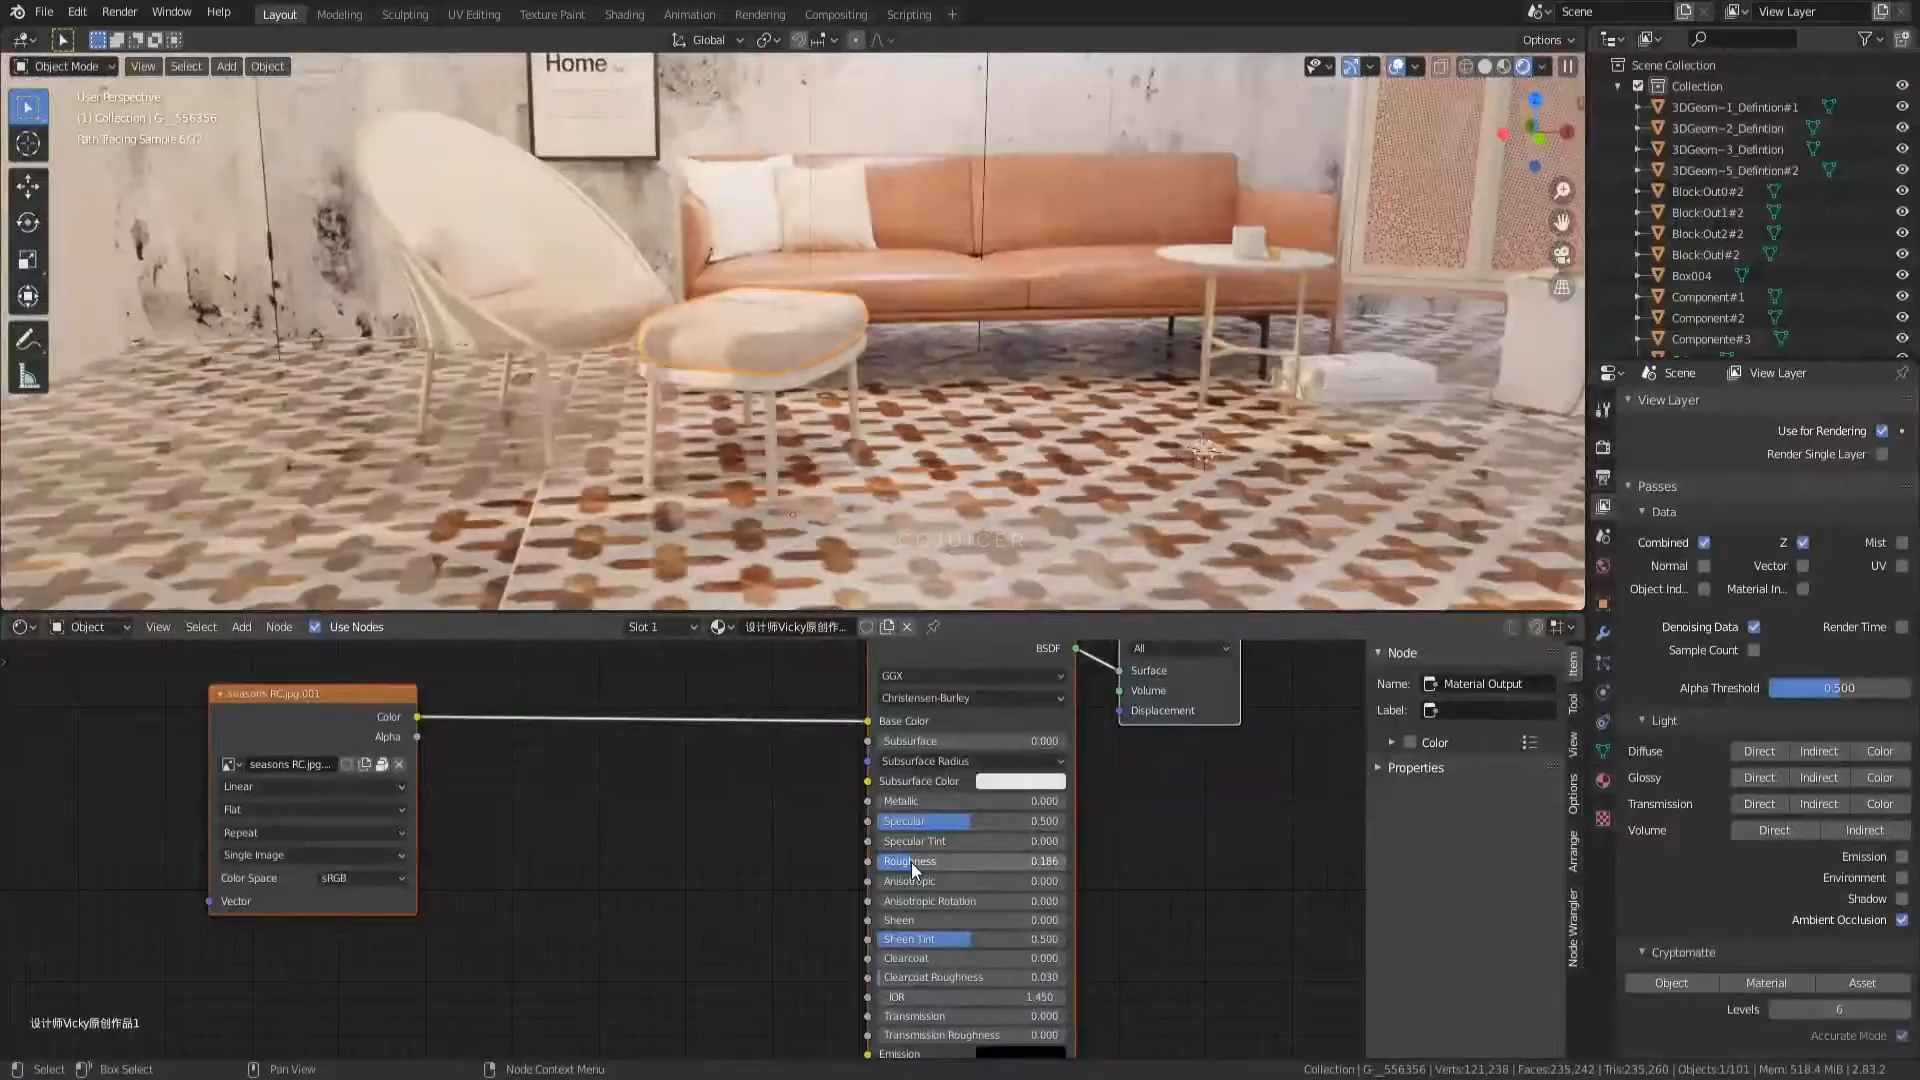 File Edit Render Window Help Layout Modeling Sculpting UV Editing Texture Paint Shading Animation Rendering Compositing Scripting + Scene View Layer
Global Options
Object Mode View Select Add Object
User Perspective
(1) Collection | G-__556356
Path Tracing Sample 6/32
Home
CGJUICER
Scene Collection
Collection
3DGeom~1_Defintion#1
3DGeom~2_Defintion
3DGeom~3_Defintion
3DGeom~5_Defintion#2
Block:Out0#2
Block:Out1#2
Block:Out2#2
Block:OutI#2
Box004
Component#1
Component#2
Componente#3
Scene View Layer
View Layer
Use for Rendering
Render Single Layer
Passes
Data
Combined Z Mist
Normal Vector UV
Object Ind... Material In...
Denoising Data Render Time
Sample Count
Alpha Threshold 0.500
Light
Diffuse Direct Indirect Color
Glossy Direct Indirect Color
Transmission Direct Indirect Color
Volume Direct Indirect
Emission
Environment
Shadow
Ambient Occlusion
Cryptomatte
Object Material Asset
Levels 6
Accurate Mode
Object View Select Add Node Use Nodes Slot 1 设计师Vicky原创作...
seasons RC.jpg.001
Color
Alpha
seasons RC.jpg....
Linear
Flat
Repeat
Single Image
Color Space sRGB
Vector
BSDF
GGX
Christensen-Burley
Base Color
Subsurface 0.000
Subsurface Radius
Subsurface Color
Metallic 0.000
Specular 0.500
Specular Tint 0.000
Roughness 0.186
Anisotropic 0.000
Anisotropic Rotation 0.000
Sheen 0.000
Sheen Tint 0.500
Clearcoat 0.000
Clearcoat Roughness 0.030
IOR 1.450
Transmission 0.000
Transmission Roughness 0.000
Emission
All
Surface
Volume
Displacement
Node
Name: Material Output
Label:
Color
Properties
Item
Tool
View
Options
Arrange
Node Wrangler
设计师Vicky原创作品1
Select Box Select Pan View Node Context Menu Collection | G-__556356 | Verts:121,238 | Faces:235,242 | Tris:235,260 | Objects:1/101 | Mem: 518.4 MiB | 2.83.2